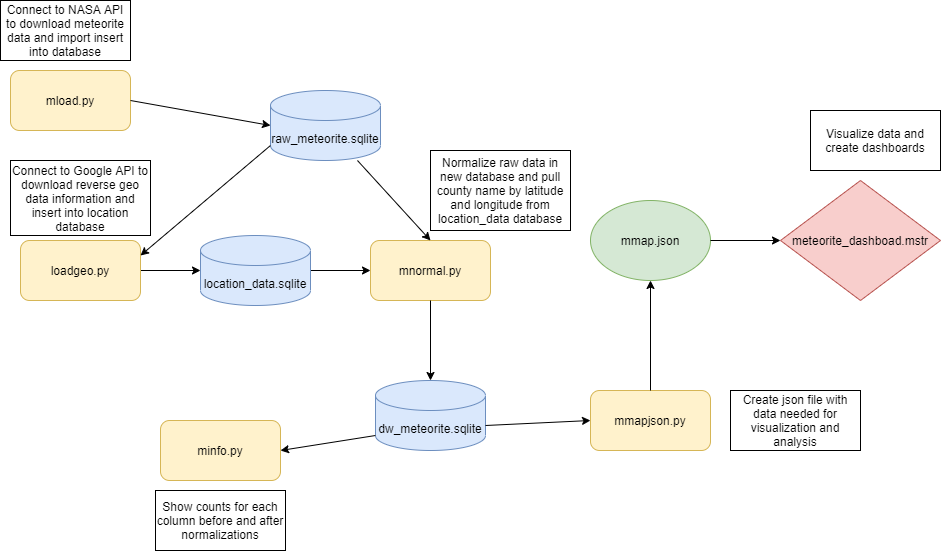 Connect to NASA API
to download meteorite
data and import insert
into database
mload.py
raw_meteorite.sqlite
Connect to Google API to
download reverse geo
data information and
insert into location
database
loadgeo.py
location_data.sqlite
Normalize raw data in
new database and pull
county name by latitude
and longitude from
location_data database
mnormal.py
mmap.json
Visualize data and
create dashboards
meteorite_dashboad.mstr
dw_meteorite.sqlite
minfo.py
Show counts for each
column before and after
normalizations
mmapjson.py
Create json file with
data needed for
visualization and
analysis